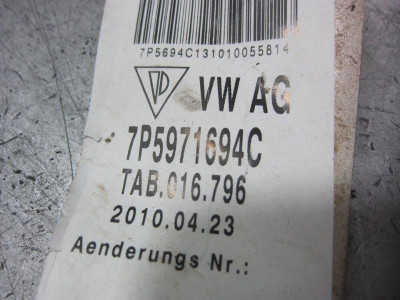 7P5694C131010055814
VW AG
7P5971694C
TAB.016.796
2010.04.23
Aenderungs Nr.: